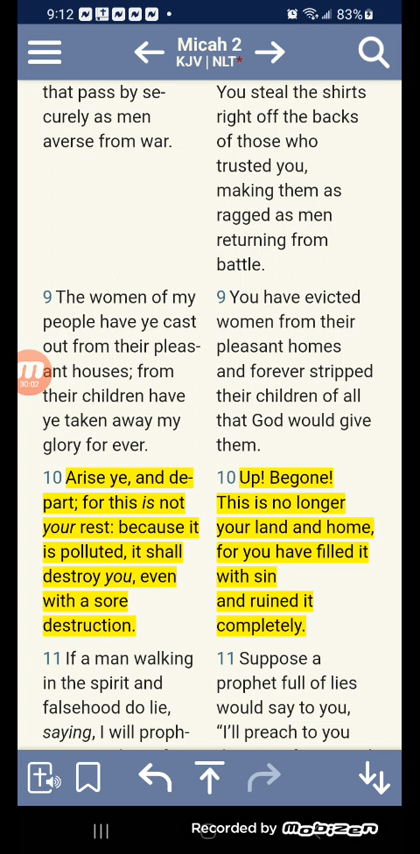 9:12 83%
Micah 2
KJV | NLT*
that pass by se-
curely as men
averse from war.
You steal the shirts
right off the backs
of those who
trusted you,
making them as
ragged as men
returning from
battle.
9 The women of my
people have ye cast
out from their pleas-
ant houses; from
their children have
ye taken away my
glory for ever.
9 You have evicted
women from their
pleasant homes
and forever stripped
their children of all
that God would give
them.
00:02
10 Arise ye, and de-
part; for this is not
your rest: because it
is polluted, it shall
destroy you, even
with a sore
destruction.
10 Up! Begone!
This is no longer
your land and home,
for you have filled it
with sin
and ruined it
completely.
11 If a man walking
in the spirit and
falsehood do lie,
saying, I will proph-
11 Suppose a
prophet full of lies
would say to you,
“I’ll preach to you
Recorded by Mobizen